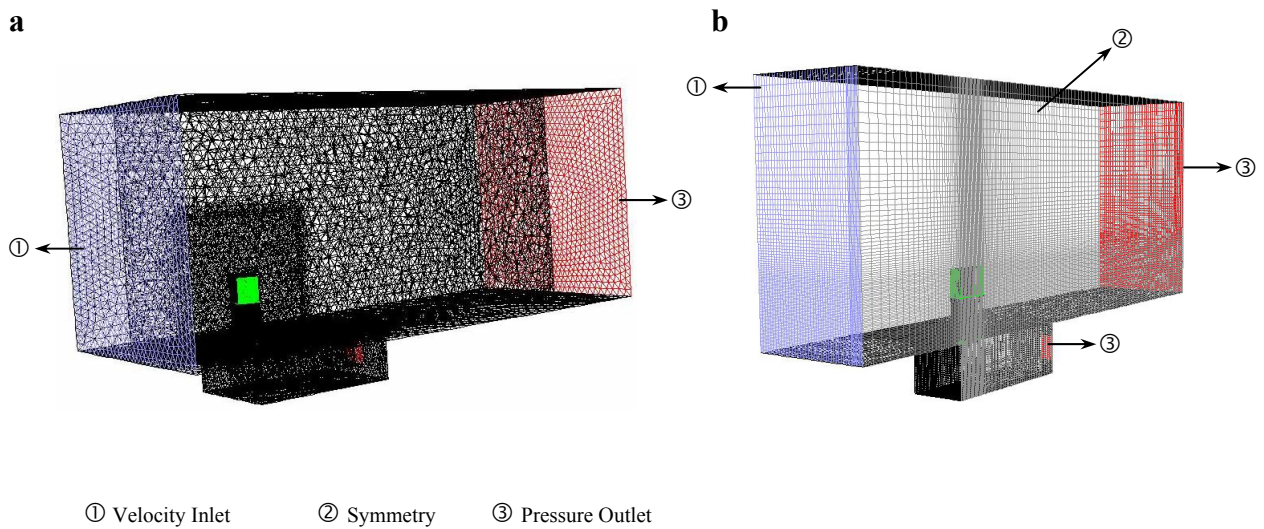 a
b
②
①
③
③
①
③
① Velocity Inlet ② Symmetry ③ Pressure Outlet